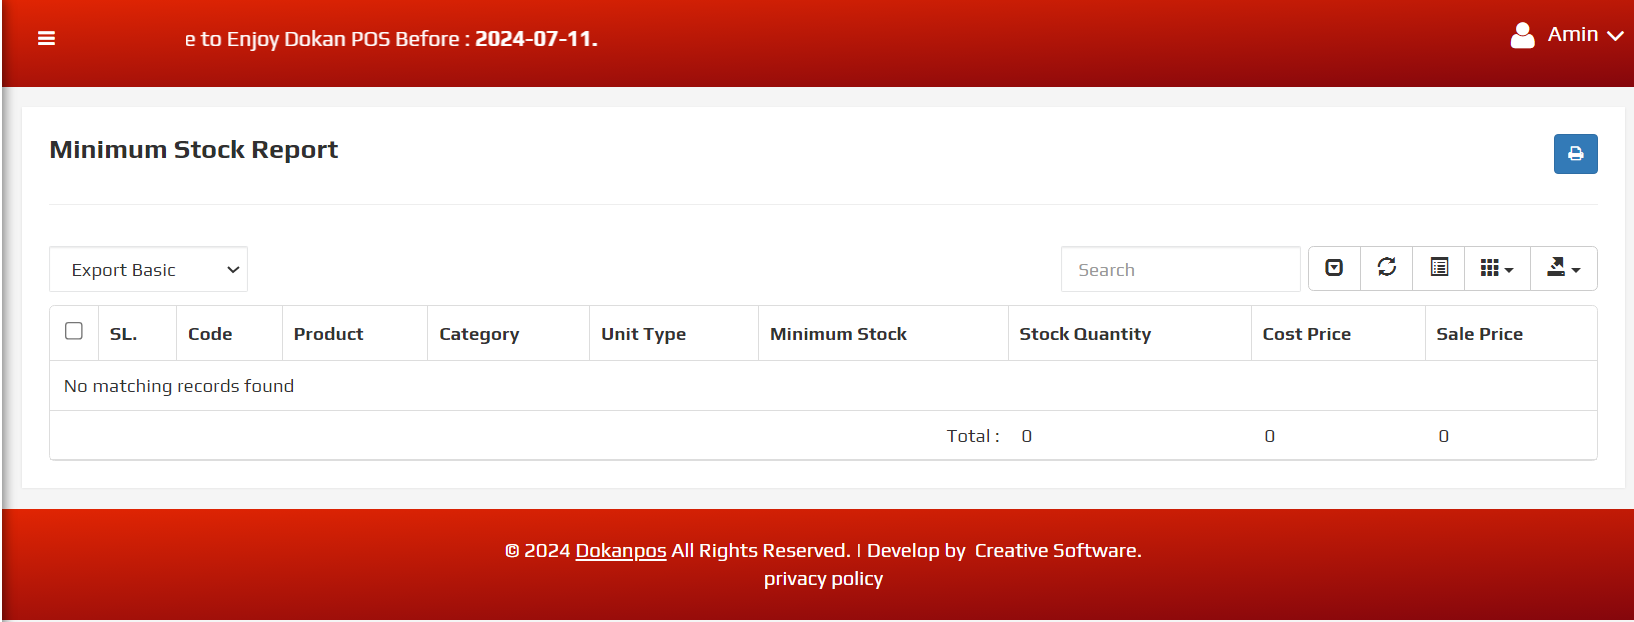 e to Enjoy Dokan POS Before : 2024-07-11.
Amin
Minimum Stock Report
Export Basic
Search
SL. Code Product Category Unit Type Minimum Stock Stock Quantity Cost Price Sale Price
No matching records found
Total : 0 0 0
© 2024 Dokanpos All Rights Reserved. | Develop by Creative Software.
privacy policy